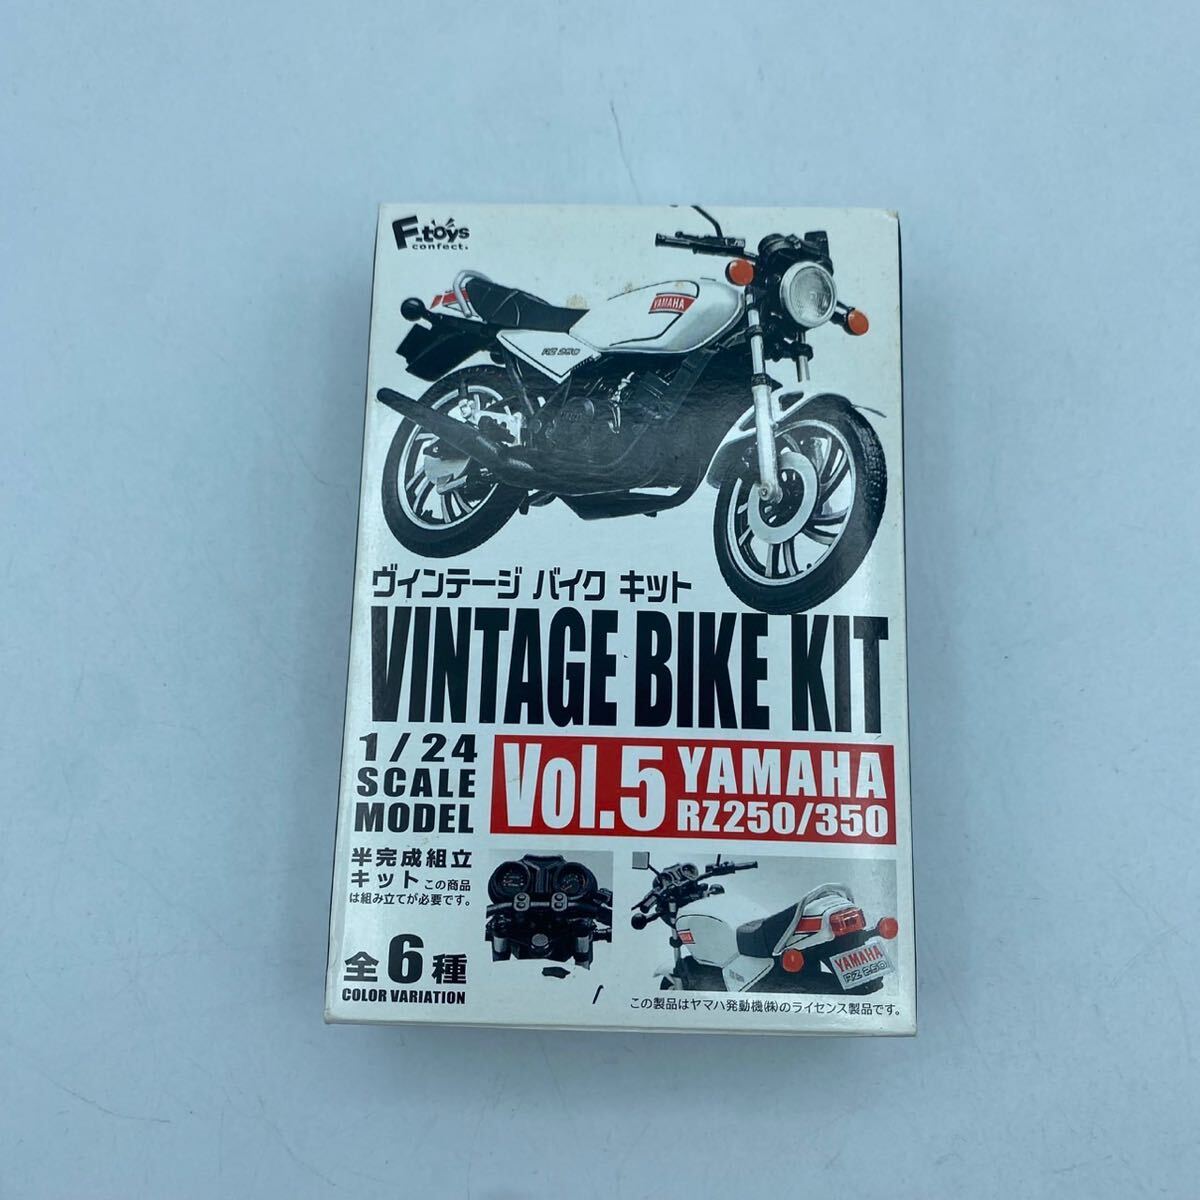 F-toys
confect.
YAMAHA
RZ 250
ヴィンテージ バイク キット
VINTAGE BIKE KIT
1/24
SCALE
MODEL
Vol.5
YAMAHA
RZ250/350
半完成組立
キット この商品
は組み立てが必要です。
全6種
COLOR VARIATION
YAMAHA
YAMAHA
RZ 250
この製品はヤマハ発動機(株)のライセンス製品です。